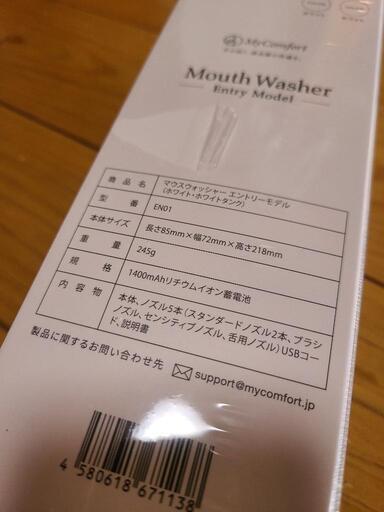 MyComfort
Mouth Washer
Entry Model
商品名 マウスウォッシャー エントリーモデル
(ホワイト・ホワイトタンク)
型番 EN01
本体サイズ 長さ85mm×幅72mm×高さ218mm
重量 245g
規格 1400mAhリチウムイオン蓄電池
内容物 本体、ノズル5本(スタンダードノズル2本、ブラシ
ノズル、センシティブノズル、舌用ノズル)USBコー
ド、説明書
製品に関するお問い合わせ先
support@mycomfort.jp
4 580618 671138